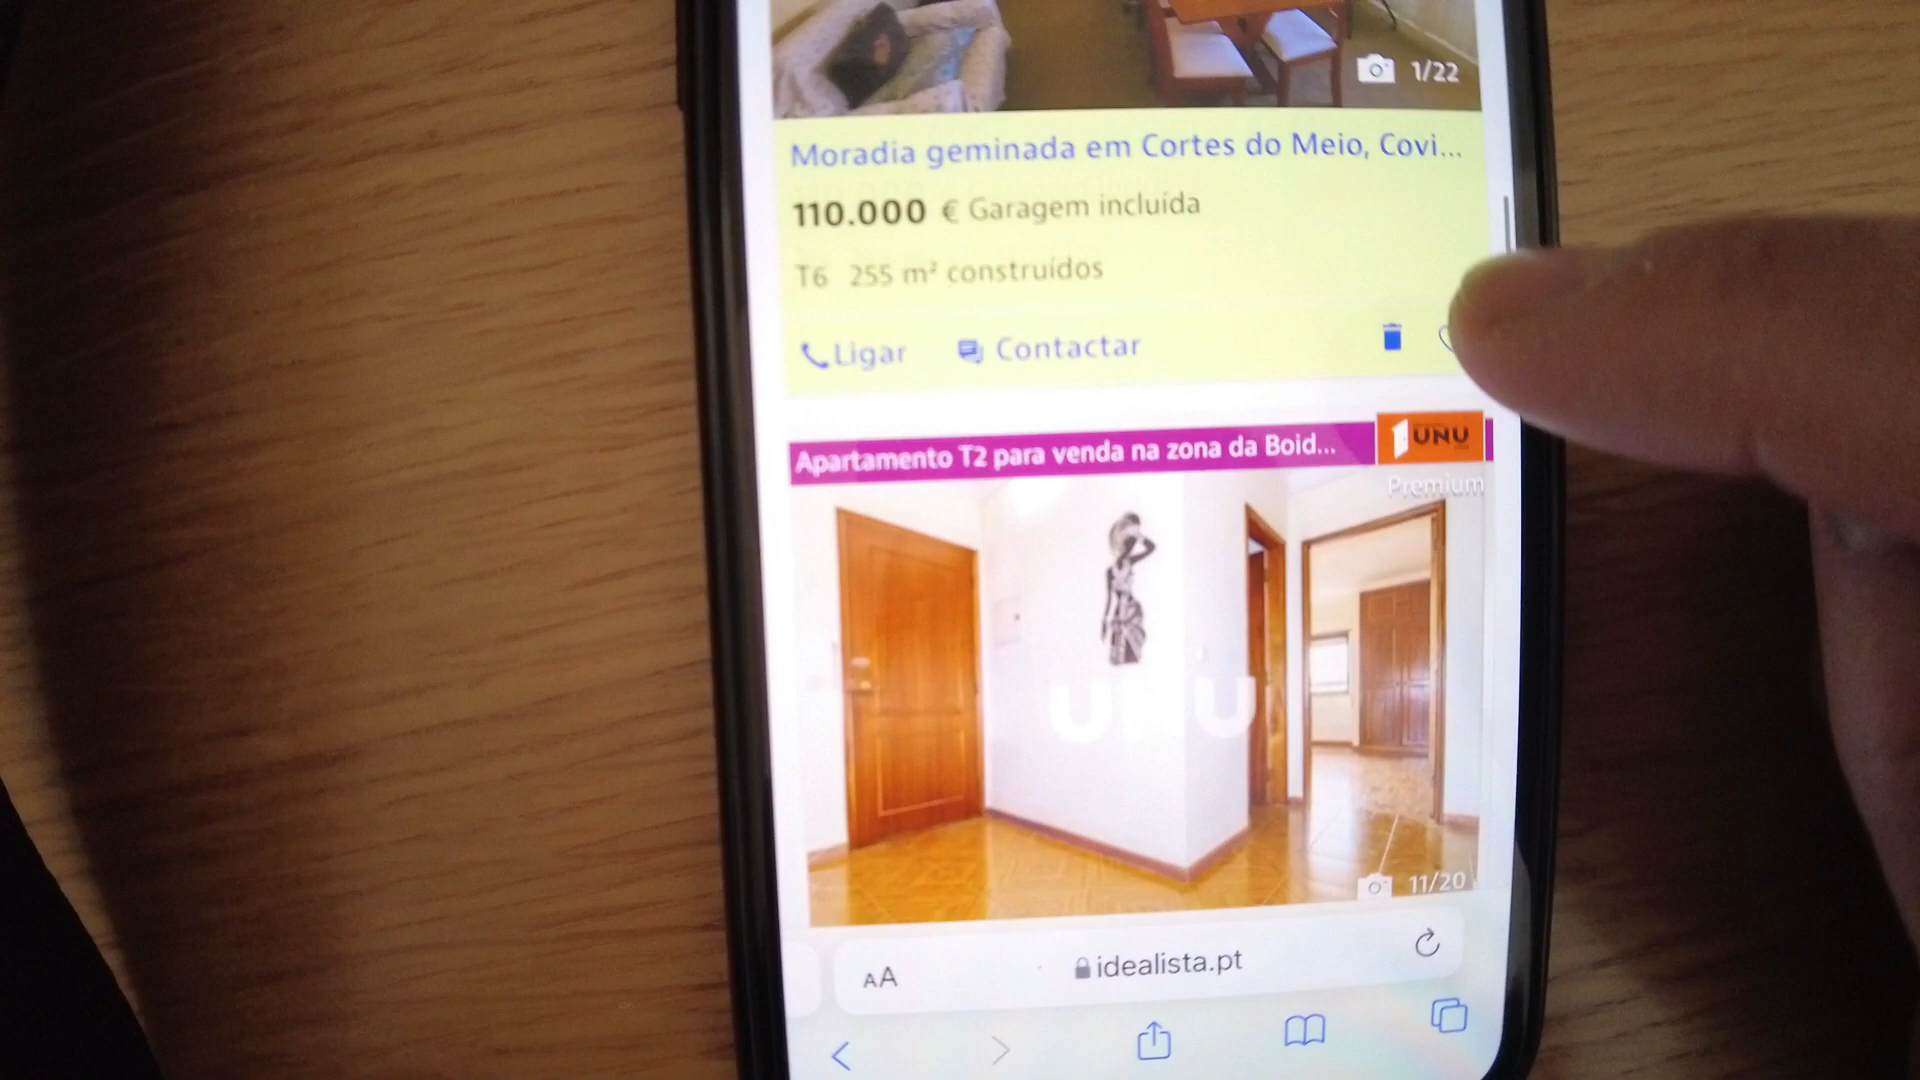 1/22
Moradia geminada em Cortes do Meio, Covi...
110.000 € Garagem incluída
T6 255 m² construídos
Ligar Contactar
Apartamento T2 para venda na zona da Boid...
UNU
Premium
UNU
11/20
AA idealista.pt